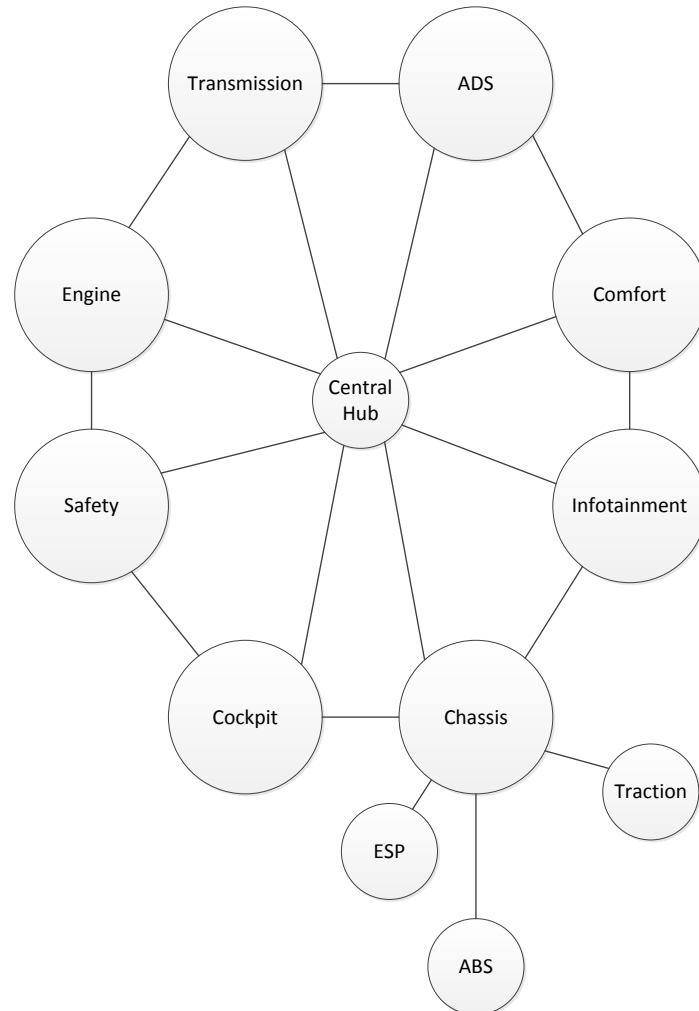 Transmission
ADS
Engine
Comfort
Central
Hub
Safety
Infotainment
Cockpit
Chassis
Traction
ESP
ABS